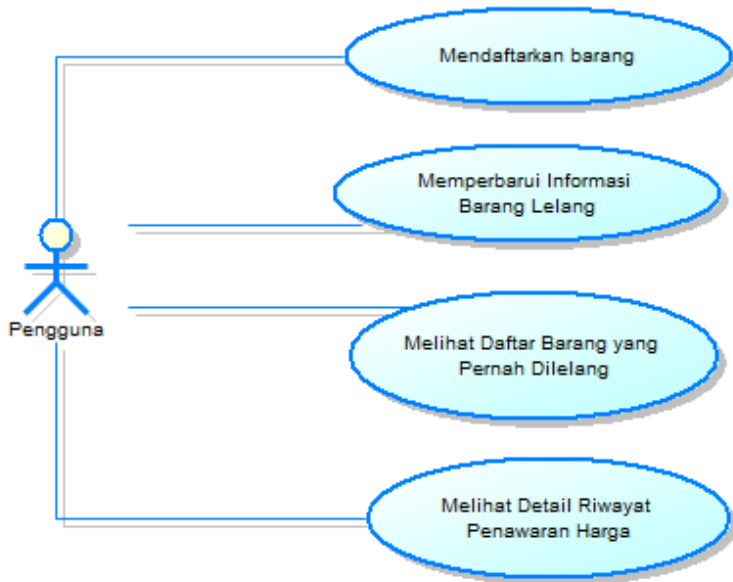 Mendaftarkan barang
Memperbarui Informasi
Barang Lelang
Pengguna
Melihat Daftar Barang yang
Pernah Dilelang
Melihat Detail Riwayat
Penawaran Harga